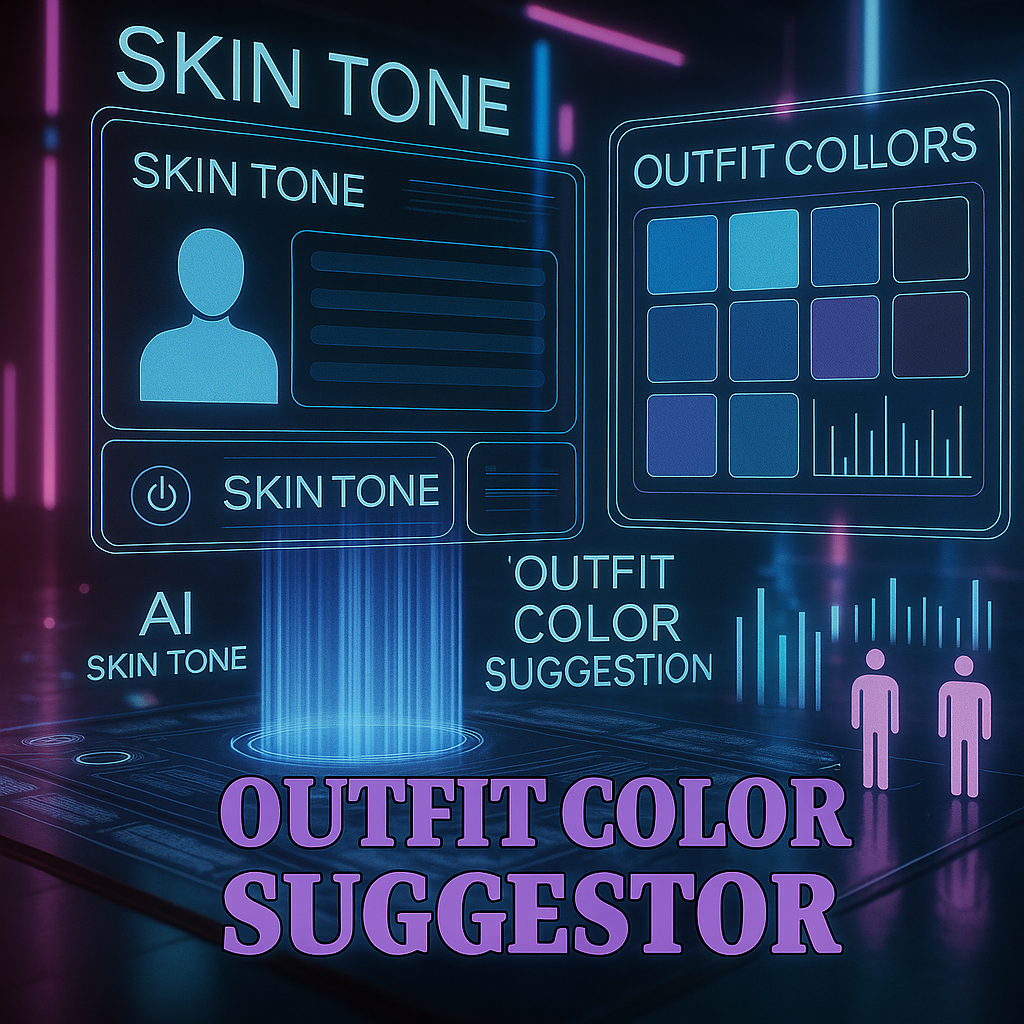 SKIN TONE
SKIN TONE
SKIN TONE
OUTFIT COLLORS
AI
SKIN TONE
'OUTFIT
COLOR
SUGGESTION
OUTFIT COLOR
SUGGESTOR